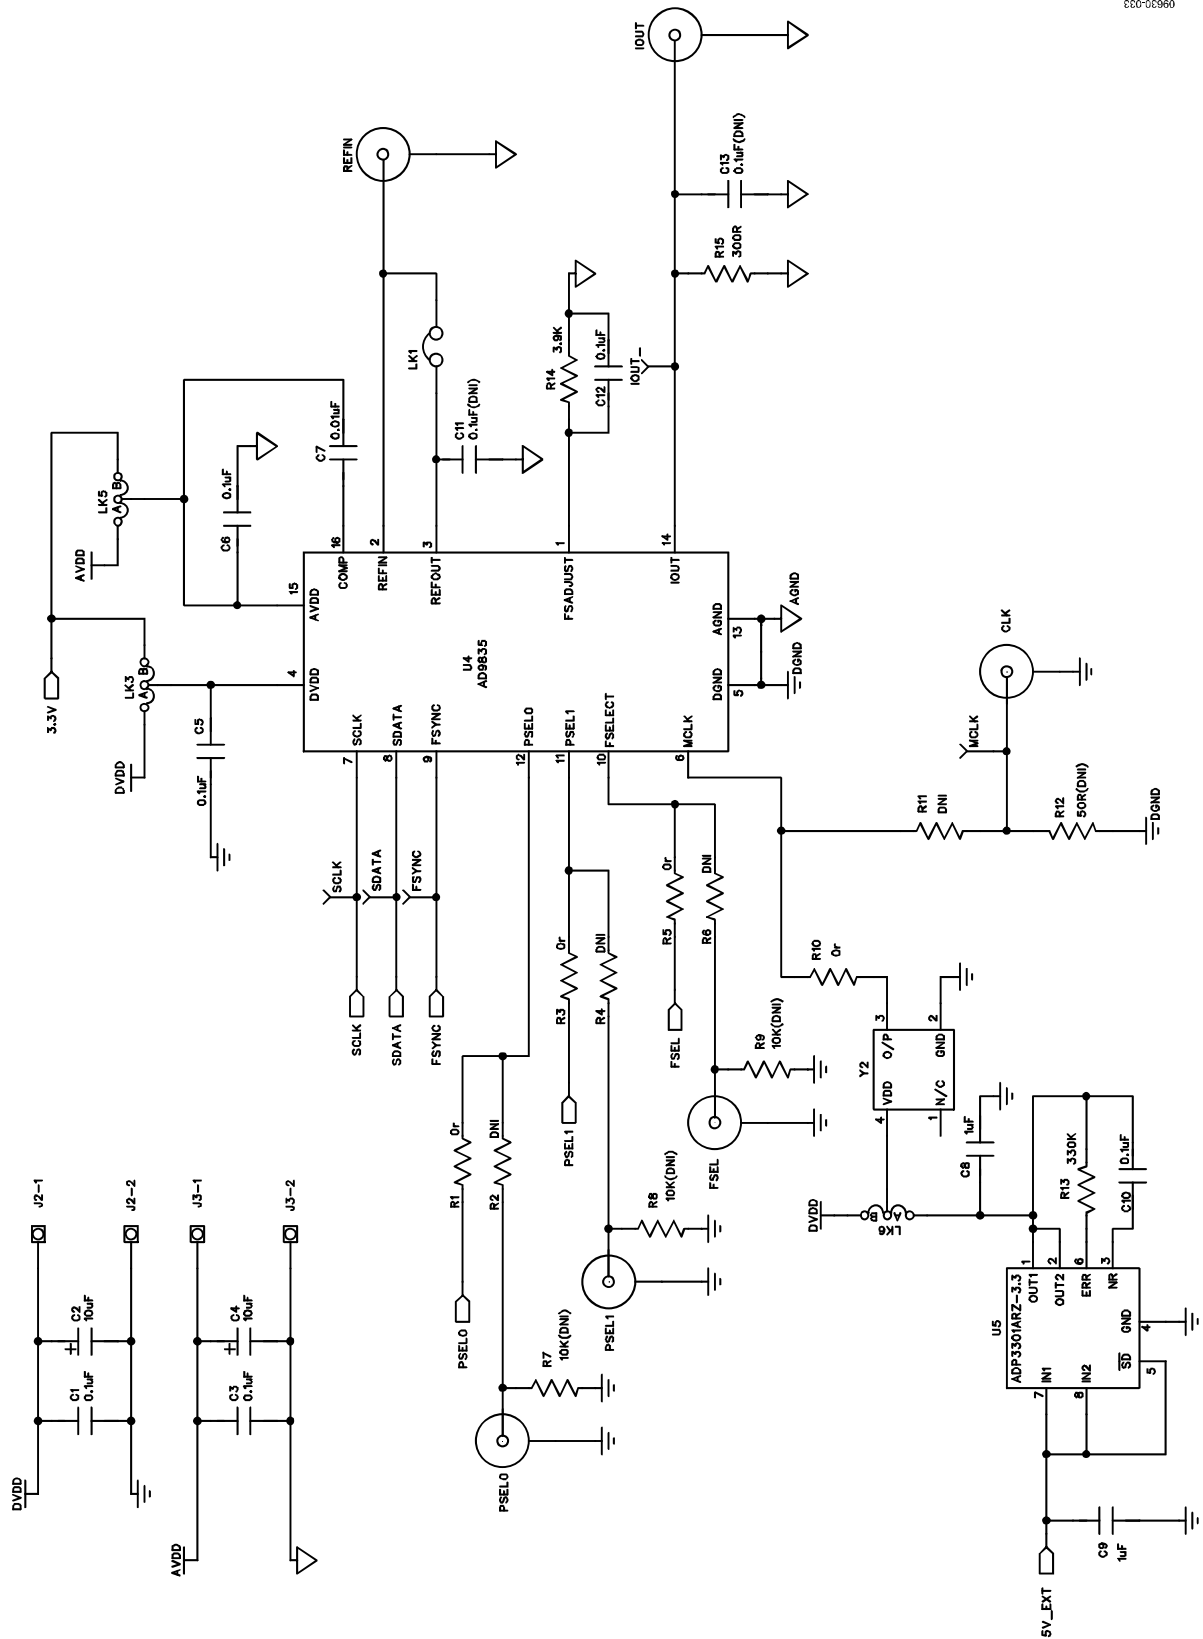 09630-033
J2-1
J2-2
J3-1
J3-2
C2
10uF
C4
10uF
C1
0.1uF
C3
0.1uF
DVDD
AVDD
3.3V
DVDD
LK3
A
B
AVDD
LK5
A
B
C5
0.1uF
C6
0.1uF
C7
0.01uF
U4
AD9835
4
DVDD
15
AVDD
16
COMP
2
REFIN
3
REFOUT
1
FSADJUST
14
IOUT
7
SCLK
8
SDATA
9
FSYNC
12
PSEL0
11
PSEL1
10
FSELECT
6
MCLK
5
DGND
13
AGND
DGND
AGND
REFIN
LK1
C11
0.1uF(DNI)
R14
3.9K
C12
0.1uF
IOUT_
IOUT
C13
0.1uF(DNI)
R15
300R
SCLK
SDATA
FSYNC
SCLK
SDATA
FSYNC
R1
0r
R2
DNI
PSEL0
R7
10K(DNI)
PSEL0
R3
0r
R4
DNI
PSEL1
R8
10K(DNI)
PSEL1
R5
0r
R6
DNI
FSEL
R9
10K(DNI)
FSEL
CLK
MCLK
R11
DNI
R12
50R(DNI)
DGND
R10
0r
Y2
3
O/P
2
GND
4
VDD
1
N/C
C8
1uF
DVDD
LK6
A
B
R13
330K
C10
0.1uF
U5
ADP3301ARZ-3.3
1
OUT1
2
OUT2
6
ERR
3
NR
4
GND
7
IN1
8
IN2
5
SD
C9
1uF
5V_EXT